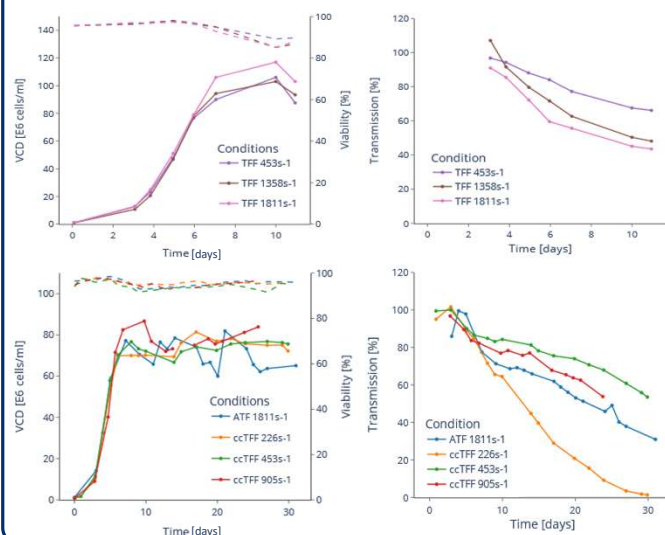 VCD [E6 cells/ml]
140
120
100
80
60
40
20
0
0 2 4 6 8 10
Time [days]
100
80
60
40
20
0
Viability [%]
Conditions
TFF 453s-1
TFF 1358s-1
TFF 1811s-1
Transmission [%]
120
100
80
60
40
20
0
0 2 4 6 8 10
Time [days]
Condition
TFF 453s-1
TFF 1358s-1
TFF 1811s-1
VCD [E6 cells/ml]
100
80
60
40
20
0
0 10 20 30
Time [days]
100
80
60
40
20
0
Viability [%]
Conditions
ATF 1811s-1
ccTFF 226s-1
ccTFF 453s-1
ccTFF 905s-1
Transmission [%]
120
100
80
60
40
20
0
0 5 10 15 20 25 30
Time [days]
Condition
ATF 1811s-1
ccTFF 226s-1
ccTFF 453s-1
ccTFF 905s-1